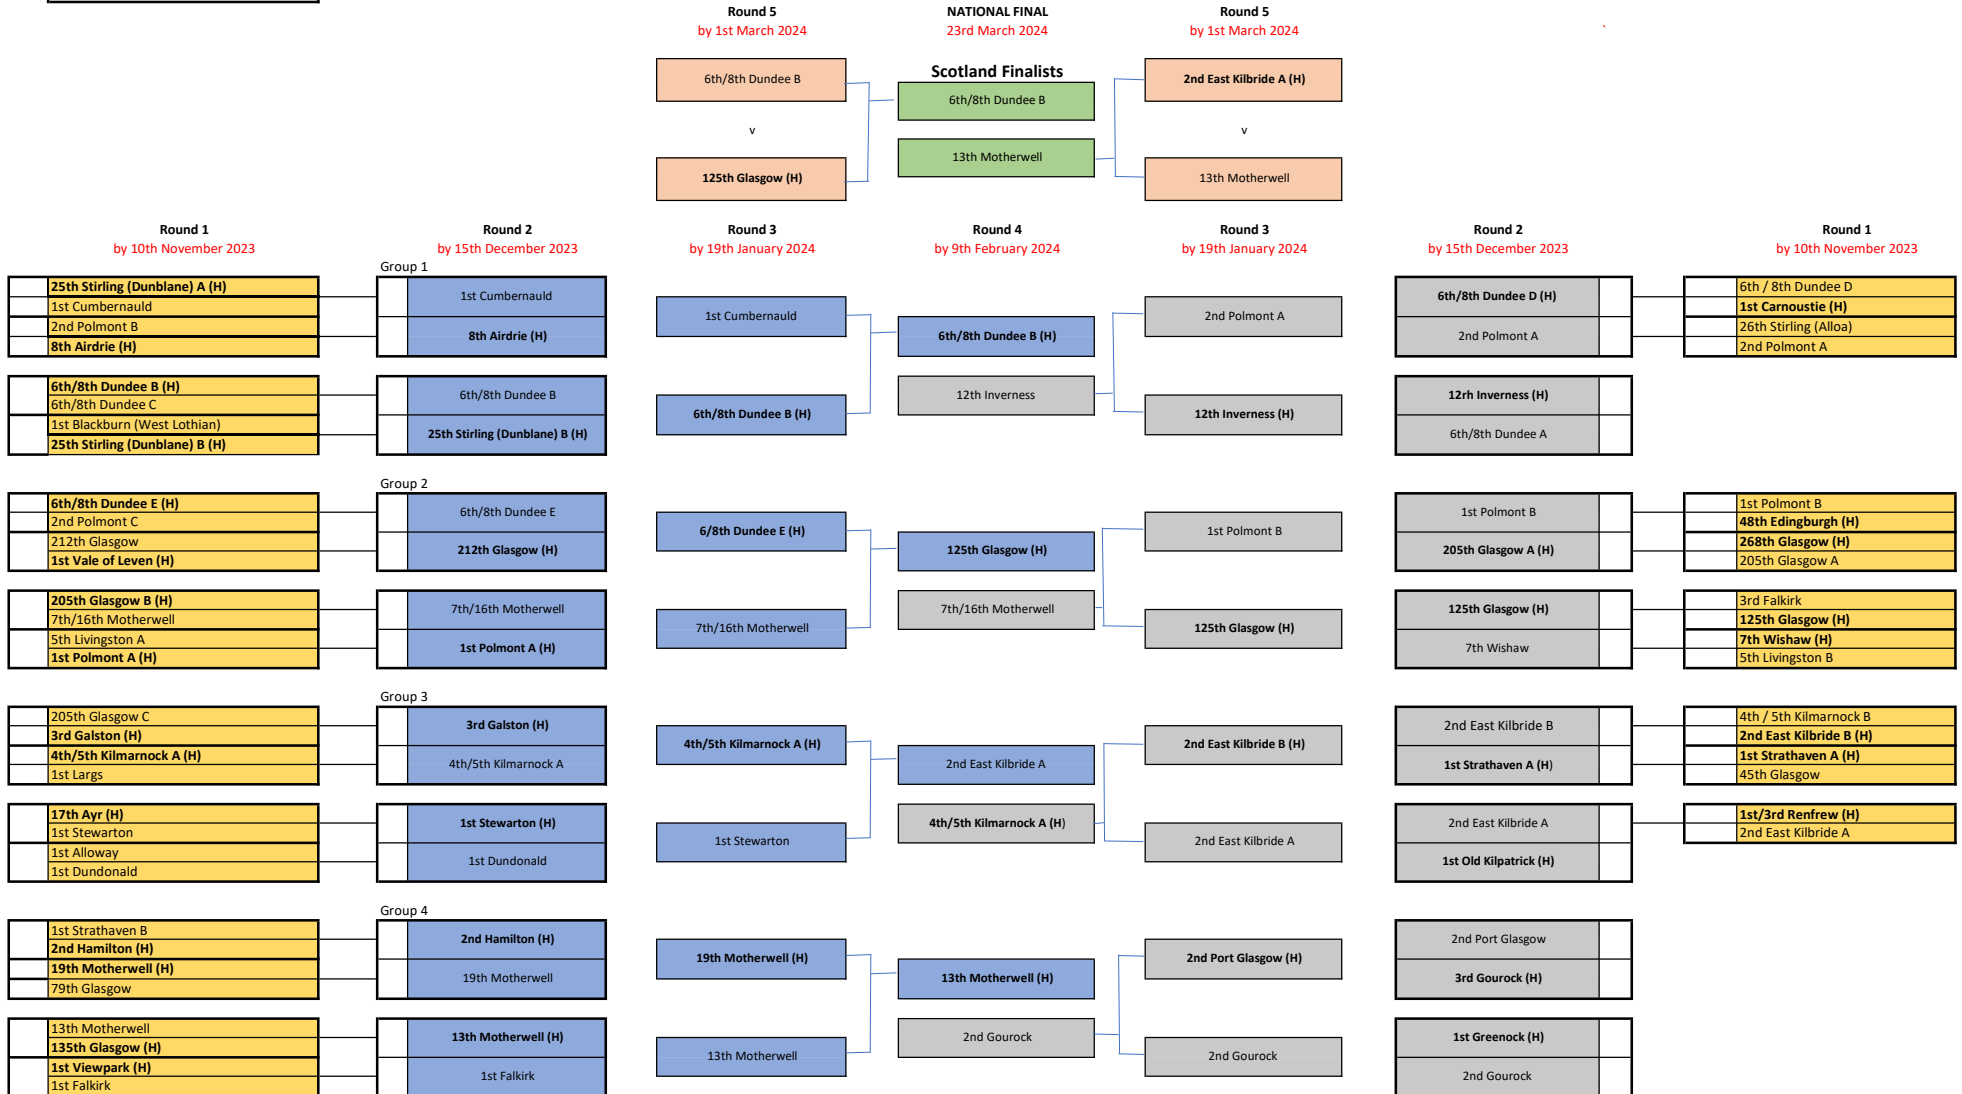 Round 5
NATIONAL FINAL
Round 5
by 1st March 2024
23rd March 2024
by 1st March 2024
`
6th/8th Dundee B
Scotland Finalists
2nd East Kilbride A (H)
6th/8th Dundee B
v
v
13th Motherwell
125th Glasgow (H)
13th Motherwell
Round 1
Round 2
Round 3
Round 4
Round 3
Round 2
Round 1
by 10th November 2023
by 15th December 2023
by 19th January 2024
by 9th February 2024
by 19th January 2024
by 15th December 2023
by 10th November 2023
Group 1
25th Stirling (Dunblane) A (H)
1st Cumbernauld
2nd Polmont B
8th Airdrie (H)
1st Cumbernauld
8th Airdrie (H)
6th/8th Dundee B (H)
6th/8th Dundee C
1st Blackburn (West Lothian)
25th Stirling (Dunblane) B (H)
6th/8th Dundee B
25th Stirling (Dunblane) B (H)
1st Cumbernauld
6th/8th Dundee B (H)
6th/8th Dundee B (H)
12th Inverness
2nd Polmont A
12th Inverness (H)
6th/8th Dundee D (H)
2nd Polmont A
12rh Inverness (H)
6th/8th Dundee A
6th / 8th Dundee D
1st Carnoustie (H)
26th Stirling (Alloa)
2nd Polmont A
Group 2
6th/8th Dundee E (H)
2nd Polmont C
212th Glasgow
1st Vale of Leven (H)
6th/8th Dundee E
212th Glasgow (H)
205th Glasgow B (H)
7th/16th Motherwell
5th Livingston A
1st Polmont A (H)
7th/16th Motherwell
1st Polmont A (H)
6/8th Dundee E (H)
7th/16th Motherwell
125th Glasgow (H)
7th/16th Motherwell
1st Polmont B
125th Glasgow (H)
1st Polmont B
205th Glasgow A (H)
125th Glasgow (H)
7th Wishaw
1st Polmont B
48th Edingburgh (H)
268th Glasgow (H)
205th Glasgow A
3rd Falkirk
125th Glasgow (H)
7th Wishaw (H)
5th Livingston B
Group 3
205th Glasgow C
3rd Galston (H)
4th/5th Kilmarnock A (H)
1st Largs
3rd Galston (H)
4th/5th Kilmarnock A
17th Ayr (H)
1st Stewarton
1st Alloway
1st Dundonald
1st Stewarton (H)
1st Dundonald
4th/5th Kilmarnock A (H)
1st Stewarton
2nd East Kilbride A
4th/5th Kilmarnock A (H)
2nd East Kilbride B (H)
2nd East Kilbride A
2nd East Kilbride B
1st Strathaven A (H)
2nd East Kilbride A
1st Old Kilpatrick (H)
4th / 5th Kilmarnock B
2nd East Kilbride B (H)
1st Strathaven A (H)
45th Glasgow
1st/3rd Renfrew (H)
2nd East Kilbride A
Group 4
1st Strathaven B
2nd Hamilton (H)
19th Motherwell (H)
79th Glasgow
2nd Hamilton (H)
19th Motherwell
13th Motherwell
135th Glasgow (H)
1st Viewpark (H)
1st Falkirk
13th Motherwell (H)
1st Falkirk
19th Motherwell (H)
13th Motherwell
13th Motherwell (H)
2nd Gourock
2nd Port Glasgow (H)
2nd Gourock
2nd Port Glasgow
3rd Gourock (H)
1st Greenock (H)
2nd Gourock